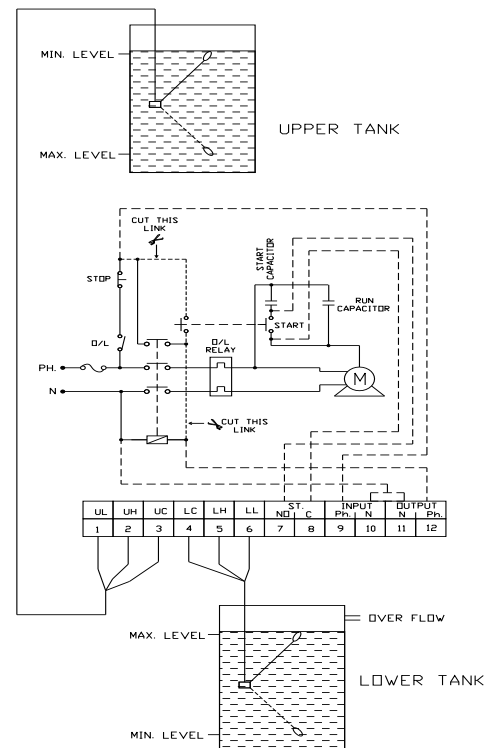 MIN. LEVEL
UPPER TANK
MAX. LEVEL
CUT THIS
LINK
START
CAPACITOR
STOP
RUN
CAPACITOR
START
O/L
O/L
RELAY
PH.
M
N
CUT THIS
LINK
UL UH UC LC LH LL ST. NO C INPUT Ph. N OUTPUT N Ph.
1 2 3 4 5 6 7 8 9 10 11 12
OVER FLOW
MAX. LEVEL
LOWER TANK
MIN. LEVEL